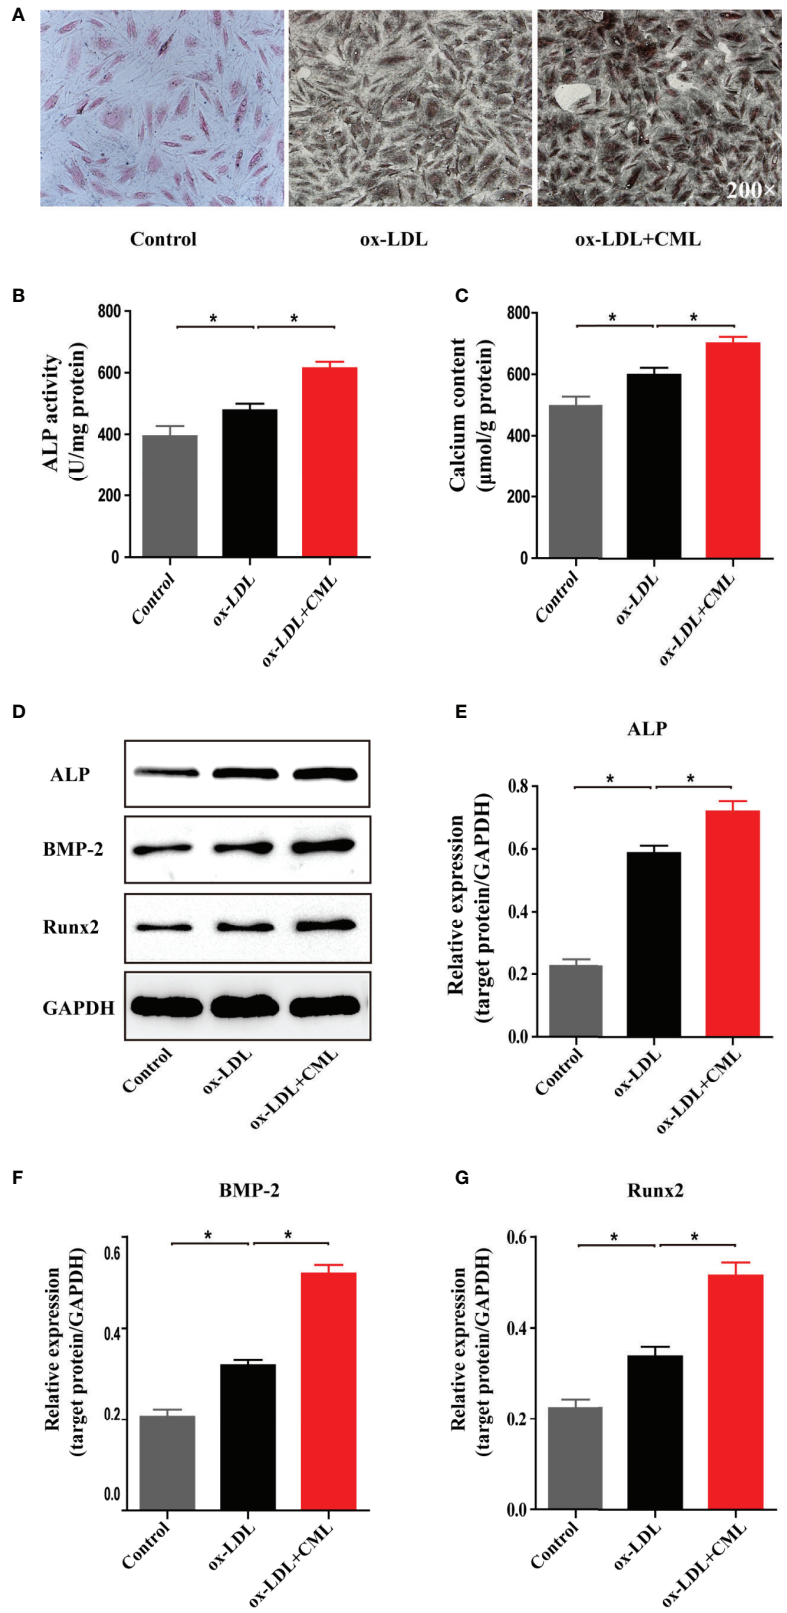 A
200×
Control
ox-LDL
ox-LDL+CML
B
ALP activity
(U/mg protein)
800
600
400
200
0
*
*
Control
ox-LDL
ox-LDL+CML
C
Calcium content
(μmol/g protein)
800
600
400
200
0
*
*
Control
ox-LDL
ox-LDL+CML
D
ALP
BMP-2
Runx2
GAPDH
Control
ox-LDL
ox-LDL+CML
E
ALP
Relative expression
(target protein/GAPDH)
0.8
0.6
0.4
0.2
0.0
*
*
Control
ox-LDL
ox-LDL+CML
F
BMP-2
Relative expression
(target protein/GAPDH)
0.6
0.4
0.2
0.0
*
*
Control
ox-LDL
ox-LDL+CML
G
Runx2
Relative expression
(target protein/GAPDH)
0.6
0.4
0.2
0.0
*
*
Control
ox-LDL
ox-LDL+CML